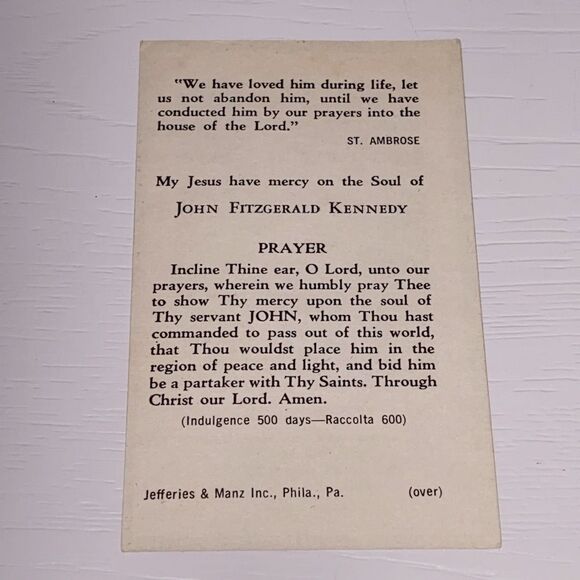 "We have loved him during life, let
us not abandon him, until we have
conducted him by our prayers into the
house of the Lord."
ST. AMBROSE
My Jesus have mercy on the Soul of
JOHN FITZGERALD KENNEDY
PRAYER
Incline Thine ear, O Lord, unto our
prayers, wherein we humbly pray Thee
to show Thy mercy upon the soul of
Thy servant JOHN, whom Thou hast
commanded to pass out of this world,
that Thou wouldst place him in the
region of peace and light, and bid him
be a partaker with Thy Saints. Through
Christ our Lord. Amen.
(Indulgence 500 days—Raccolta 600)
Jefferies & Manz Inc., Phila., Pa. (over)